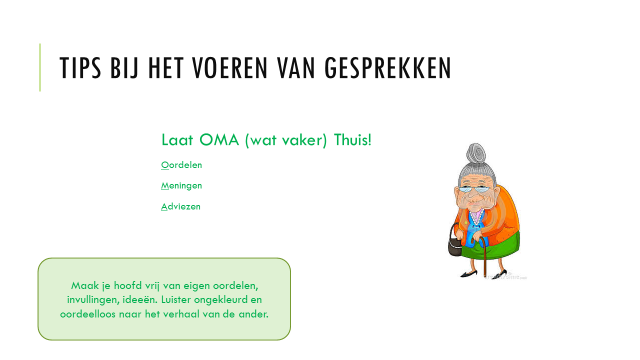 TIPS BIJ HET VOEREN VAN GESPREKKEN
Laat OMA (wat vaker) Thuis!
Oordelen
Meningen
Adviezen
Maak je hoofd vrij van eigen oordelen,
invullingen, ideeën. Luister ongekleurd en
oordeelloos naar het verhaal van de ander.